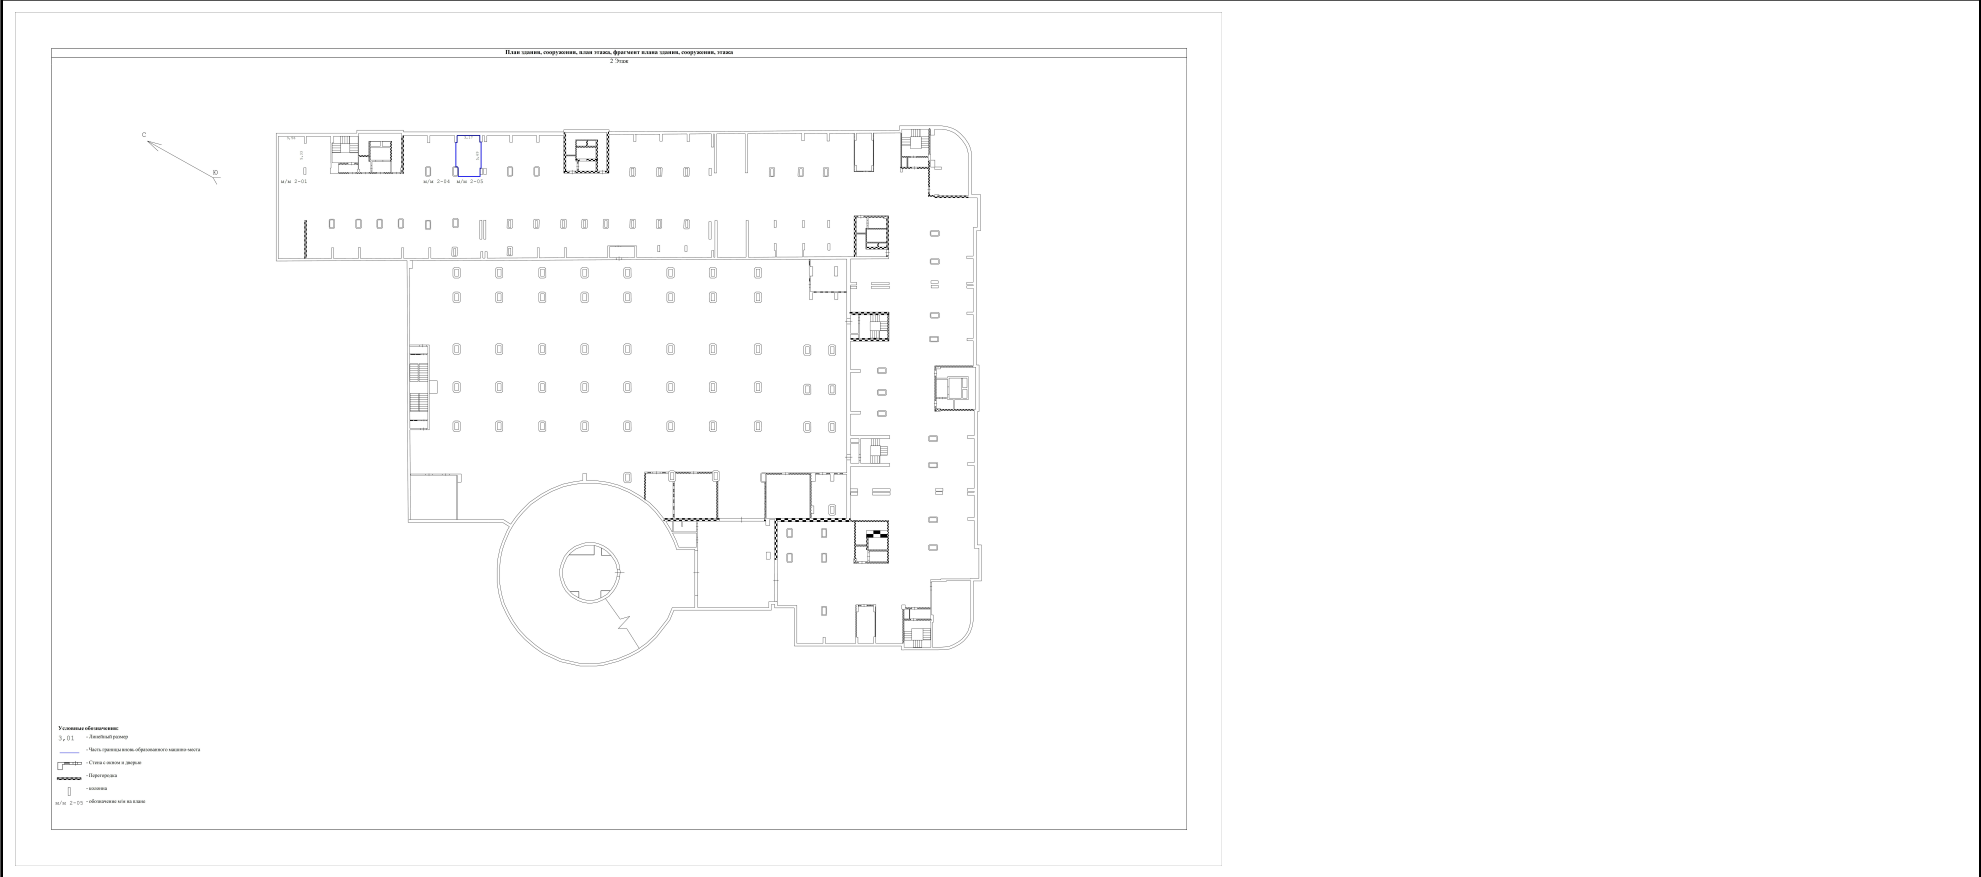 План здания, сооружения, план этажа, фрагмент плана здания, сооружения, этажа
2 Этаж
С
Ю
м/м 2-01
м/м 2-04 м/м 2-05
Условные обозначения:
3,01 - Линейный размер
- Часть границы вновь образованного машино-места
- Стена с окном и дверью
- Перегородка
- колонна
м/м 2-05 - обозначение м/м на плане